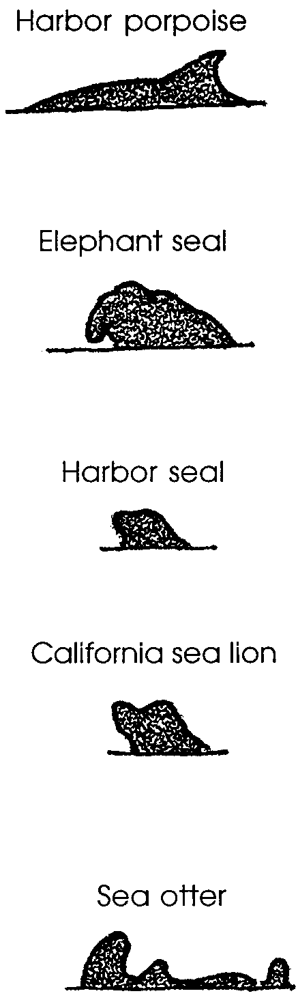 Harbor porpoise
Elephant seal
Harbor seal
California sea lion
Sea otter